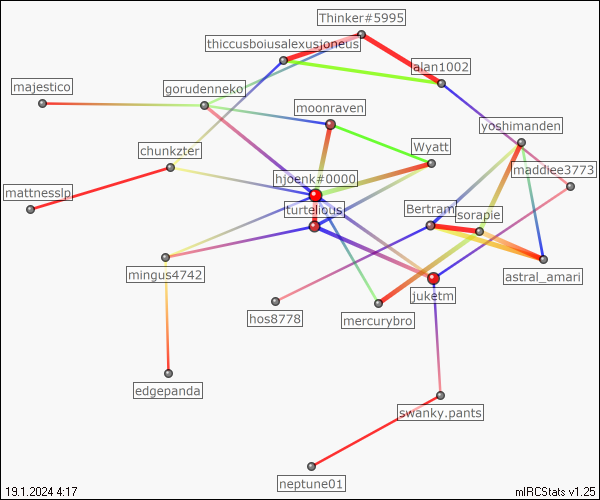 Thinker#5995
thiccusboiusalexusjoneus
alan1002
majestico
gorudenneko
moonraven
yoshimanden
chunkzter
Wyatt
maddiee3773
hjoenk#0000
mattnesslp
turtelious
Bertram
sorapie
mingus4742
astral_amari
juketm
hos8778
mercurybro
edgepanda
swanky.pants
neptune01
19.1.2024 4:17
mIRCStats v1.25